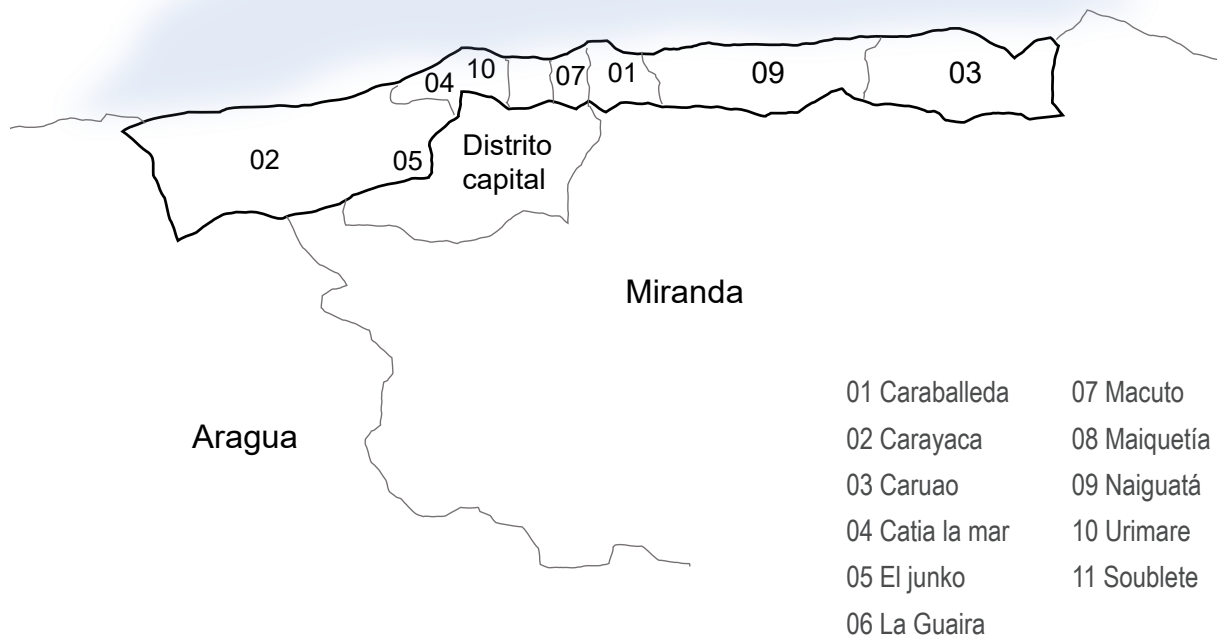 04
10
07
01
09
03
02
05
Distrito
capital
Miranda
Aragua
01 Caraballeda
02 Carayaca
03 Caruao
04 Catia la mar
05 El junko
06 La Guaira
07 Macuto
08 Maiquetía
09 Naiguatá
10 Urimare
11 Soublete